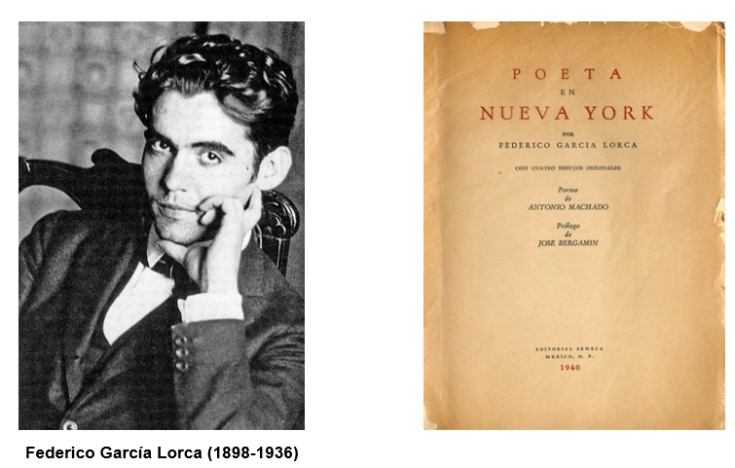 POETA
EN
NUEVA YORK
POR
FEDERICO GARCIA LORCA
CON CUATRO DIBUJOS ORIGINALES
Poema
de
ANTONIO MACHADO
Prólogo
de
JOSE BERGAMIN
EDITORIAL SENECA
MEXICO, D. F.
1940
Federico García Lorca (1898-1936)